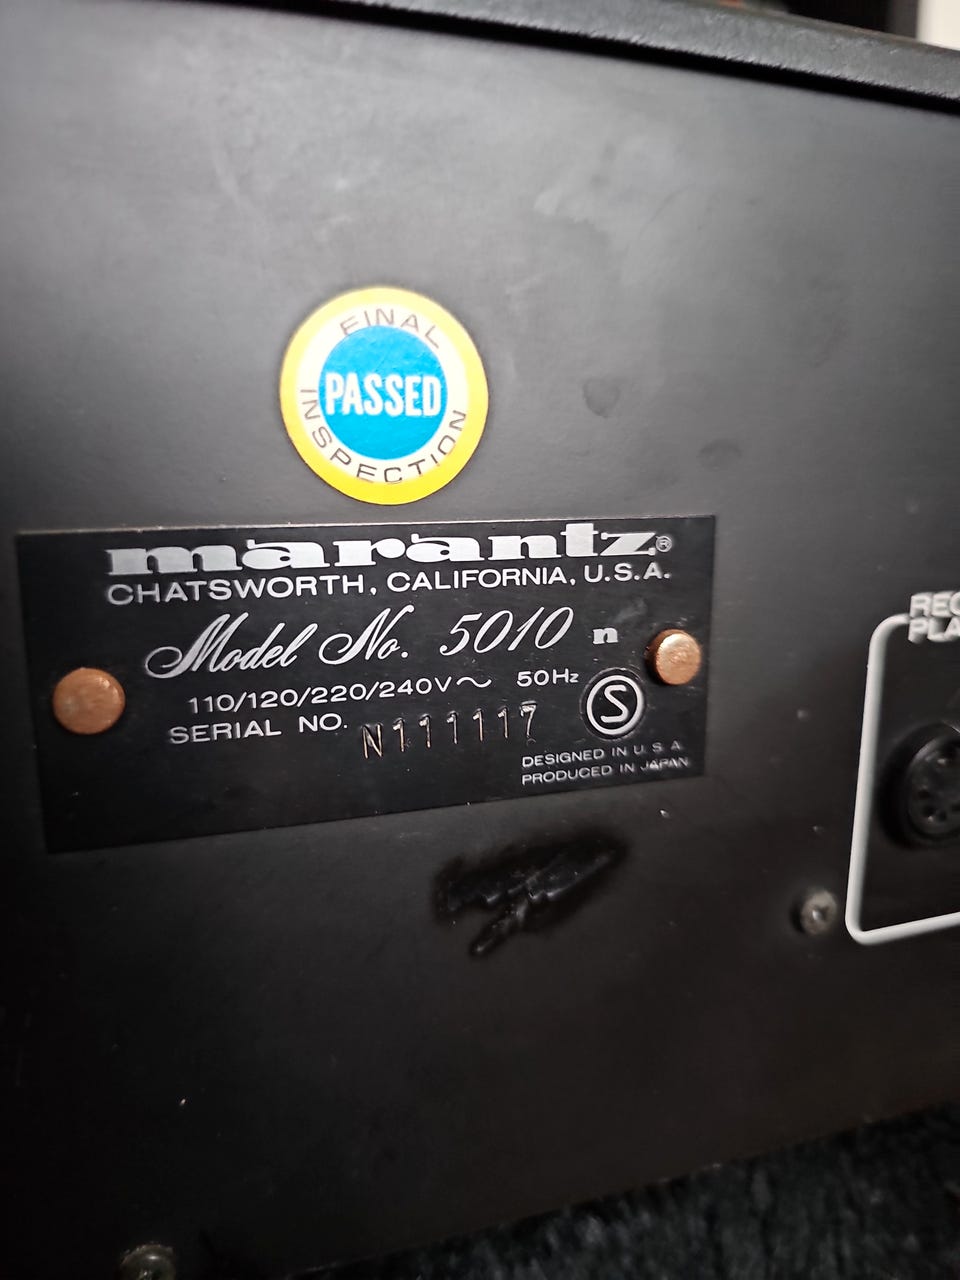 FINAL
PASSED
INSPECTION
marantz®
CHATSWORTH, CALIFORNIA, U.S.A.
Model No. 5010 n
110/120/220/240V~ 50Hz
S
SERIAL NO. N111117
DESIGNED IN U.S.A.
PRODUCED IN JAPAN
REC
PLA